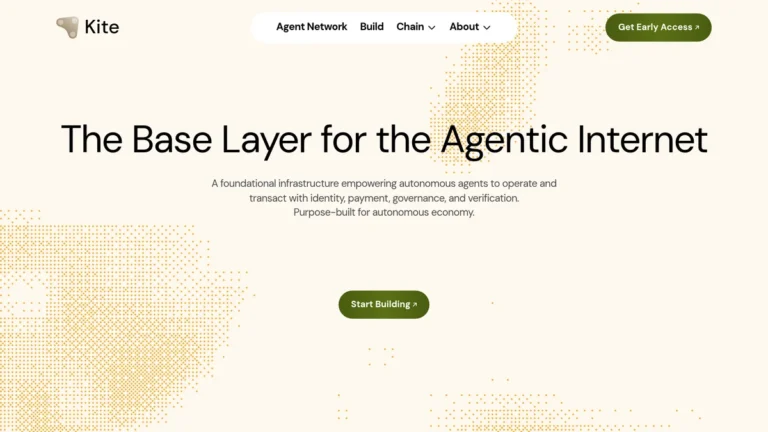 Kite
Agent Network Build Chain About
Get Early Access ↗
The Base Layer for the Agentic Internet
A foundational infrastructure empowering autonomous agents to operate and
transact with identity, payment, governance, and verification.
Purpose-built for autonomous economy.
Start Building ↗